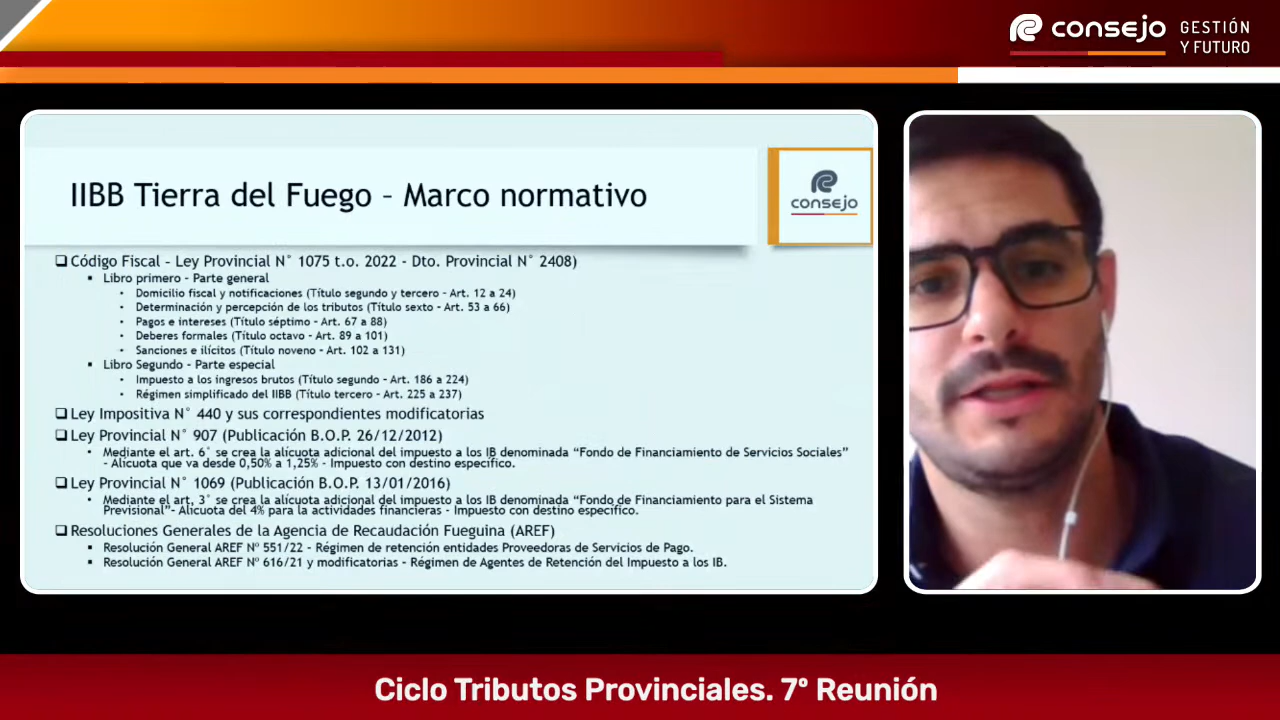 consejo GESTIÓN
Y FUTURO
IIBB Tierra del Fuego – Marco normativo
consejo
Código Fiscal – Ley Provincial N° 1075 t.o. 2022 - Dto. Provincial N° 2408)
Libro primero – Parte general
Domicilio fiscal y notificaciones (Título segundo y tercero – Art. 12 a 24)
Determinación y percepción de los tributos (Título sexto – Art. 53 a 66)
Pagos e intereses (Título séptimo – Art. 67 a 88)
Deberes formales (Título octavo – Art. 89 a 101)
Sanciones e ilícitos (Título noveno – Art. 102 a 131)
Libro Segundo – Parte especial
Impuesto a los ingresos brutos (Título segundo – Art. 186 a 224)
Régimen simplificado del IIBB (Título tercero – Art. 225 a 237)
Ley Impositiva N° 440 y sus correspondientes modificatorias
Ley Provincial N° 907 (Publicación B.O.P. 26/12/2012)
Mediante el art. 6° se crea la alícuota adicional del impuesto a los IB denominada “Fondo de Financiamiento de Servicios Sociales”
– Alicuota que va desde 0,50% a 1,25% - Impuesto con destino especifico.
Ley Provincial N° 1069 (Publicación B.O.P. 13/01/2016)
Mediante el art, 3° se crea la alícuota adicional del impuesto a los IB denominada “Fondo de Financiamiento para el Sistema
Previsional”– Alicuota del 4% para la actividades financieras - Impuesto con destino especifico.
Resoluciones Generales de la Agencia de Recaudación Fueguina (AREF)
Resolución General AREF Nº 551/22 – Régimen de retención entidades Proveedoras de Servicios de Pago.
Resolución General AREF Nº 616/21 y modificatorias – Régimen de Agentes de Retención del Impuesto a los IB.
Ciclo Tributos Provinciales. 7º Reunión